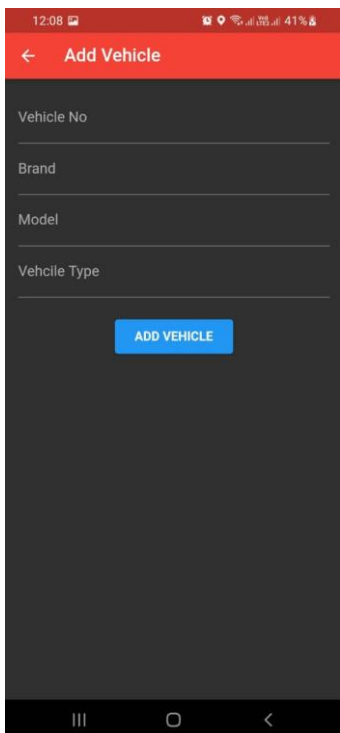 12:08 41%
Add Vehicle
Vehicle No
Brand
Model
Vehcile Type
ADD VEHICLE